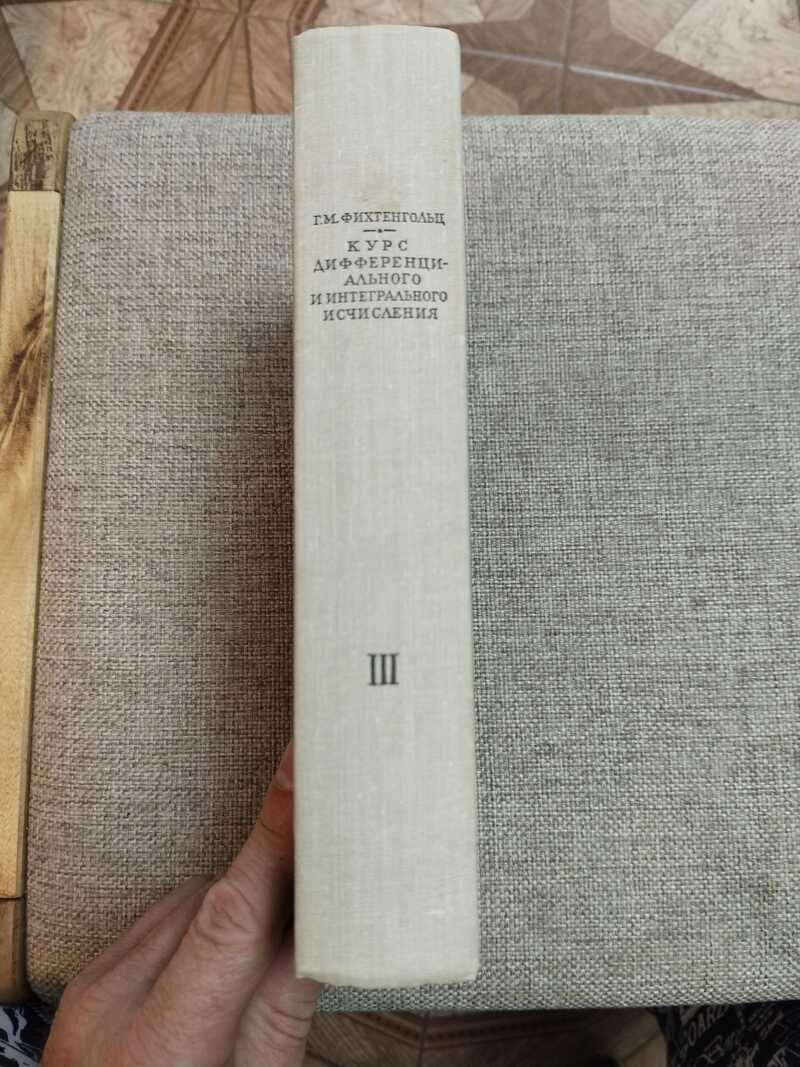 Г.М. ФИХТЕНГОЛЬЦ
КУРС
ДИФФЕРЕНЦИ-
АЛЬНОГО
И ИНТЕГРАЛЬНОГО
ИСЧИСЛЕНИЯ
III